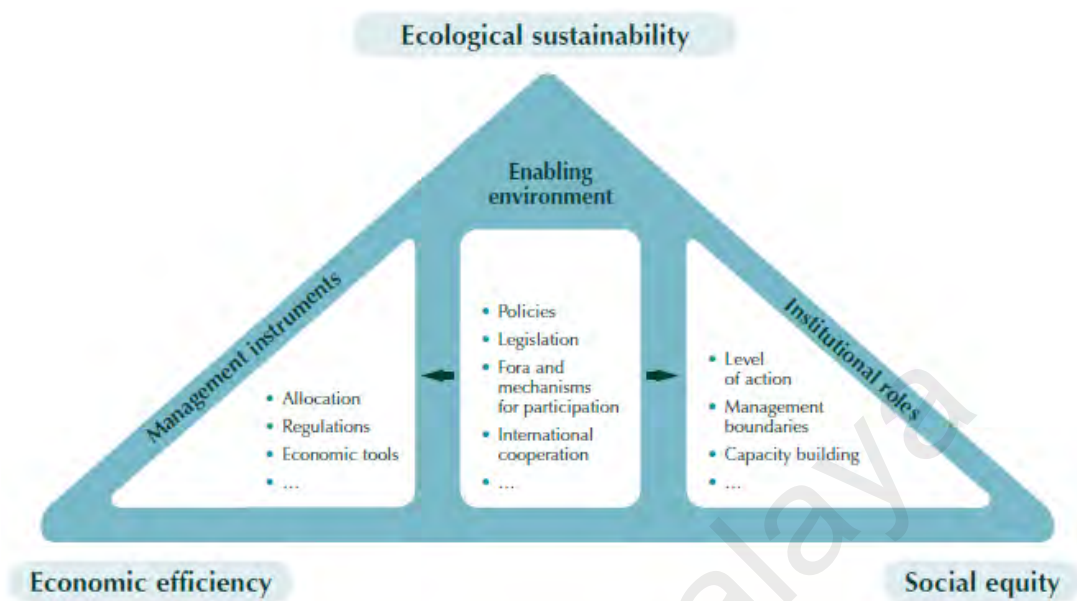 Ecological sustainability
Enabling
environment
Management instruments
• Allocation
• Regulations
• Economic tools
• ...
• Policies
• Legislation
• Fora and
mechanisms
for participation
• International
cooperation
• ...
Institutional roles
• Level
of action
• Management
boundaries
• Capacity building
• ...
Economic efficiency
Social equity
alaya